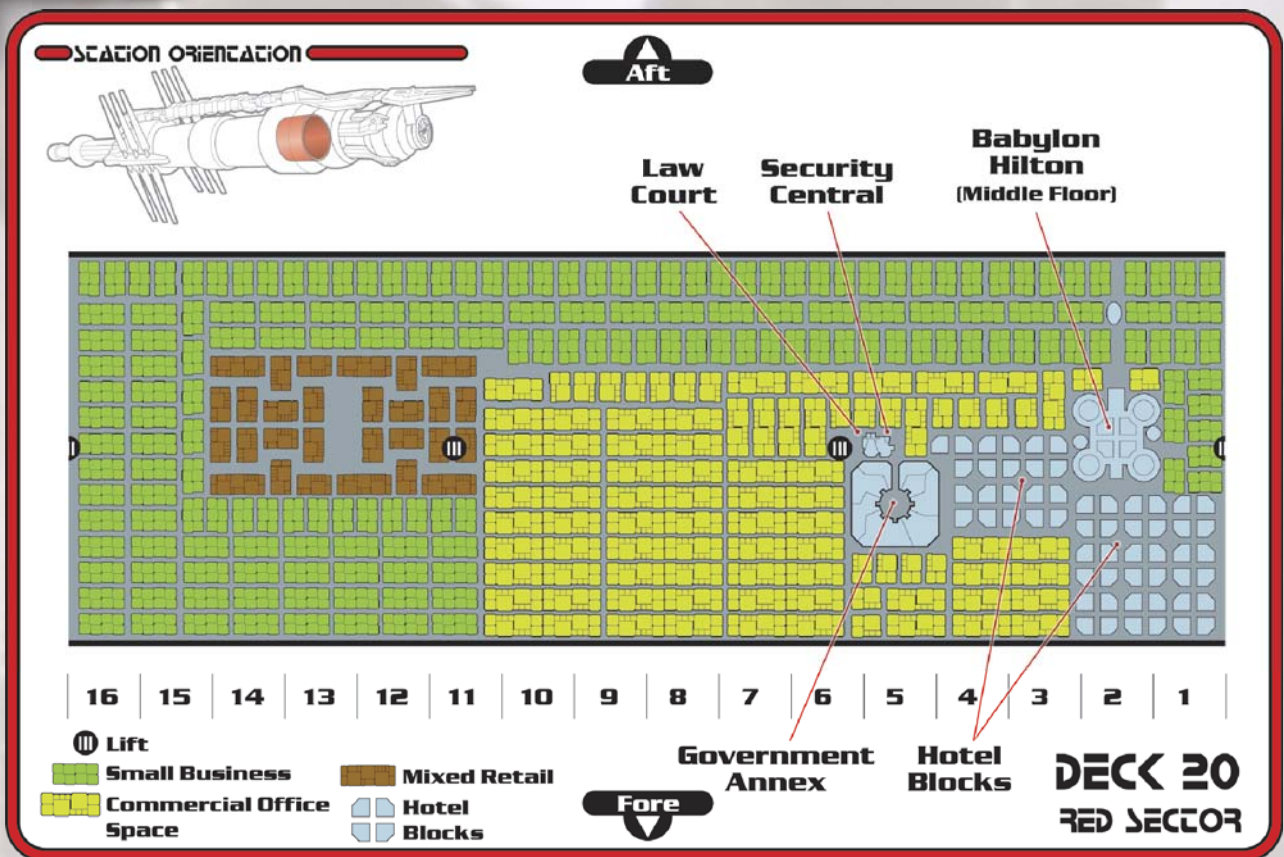 STATION ORIENTATION
Aft
Law
Court
Security
Central
Babylon
Hilton
(Middle Floor)
16 15 14 13 12 11 10 9 8 7 6 5 4 3 2 1
Lift
Small Business
Commercial Office
Space
Mixed Retail
Hotel
Blocks
Fore
Government
Annex
Hotel
Blocks
DECK 20
RED SECTOR